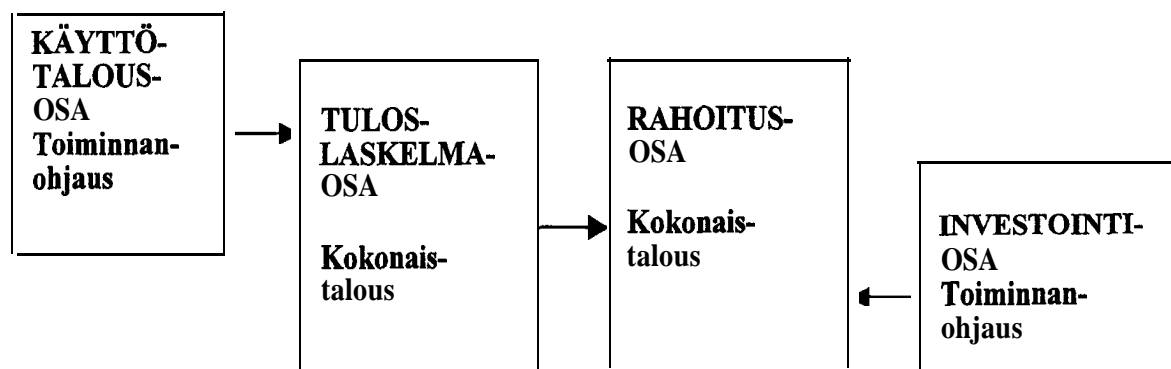 KÄYTTÖ-
TALOUS-
OSA
Toiminnan-
ohjaus
TULOS-
LASKELMA-
OSA
Kokonais-
talous
RAHOITUS-
OSA
Kokonais-
talous
INVESTOINTI-
OSA
Toiminnan-
ohjaus